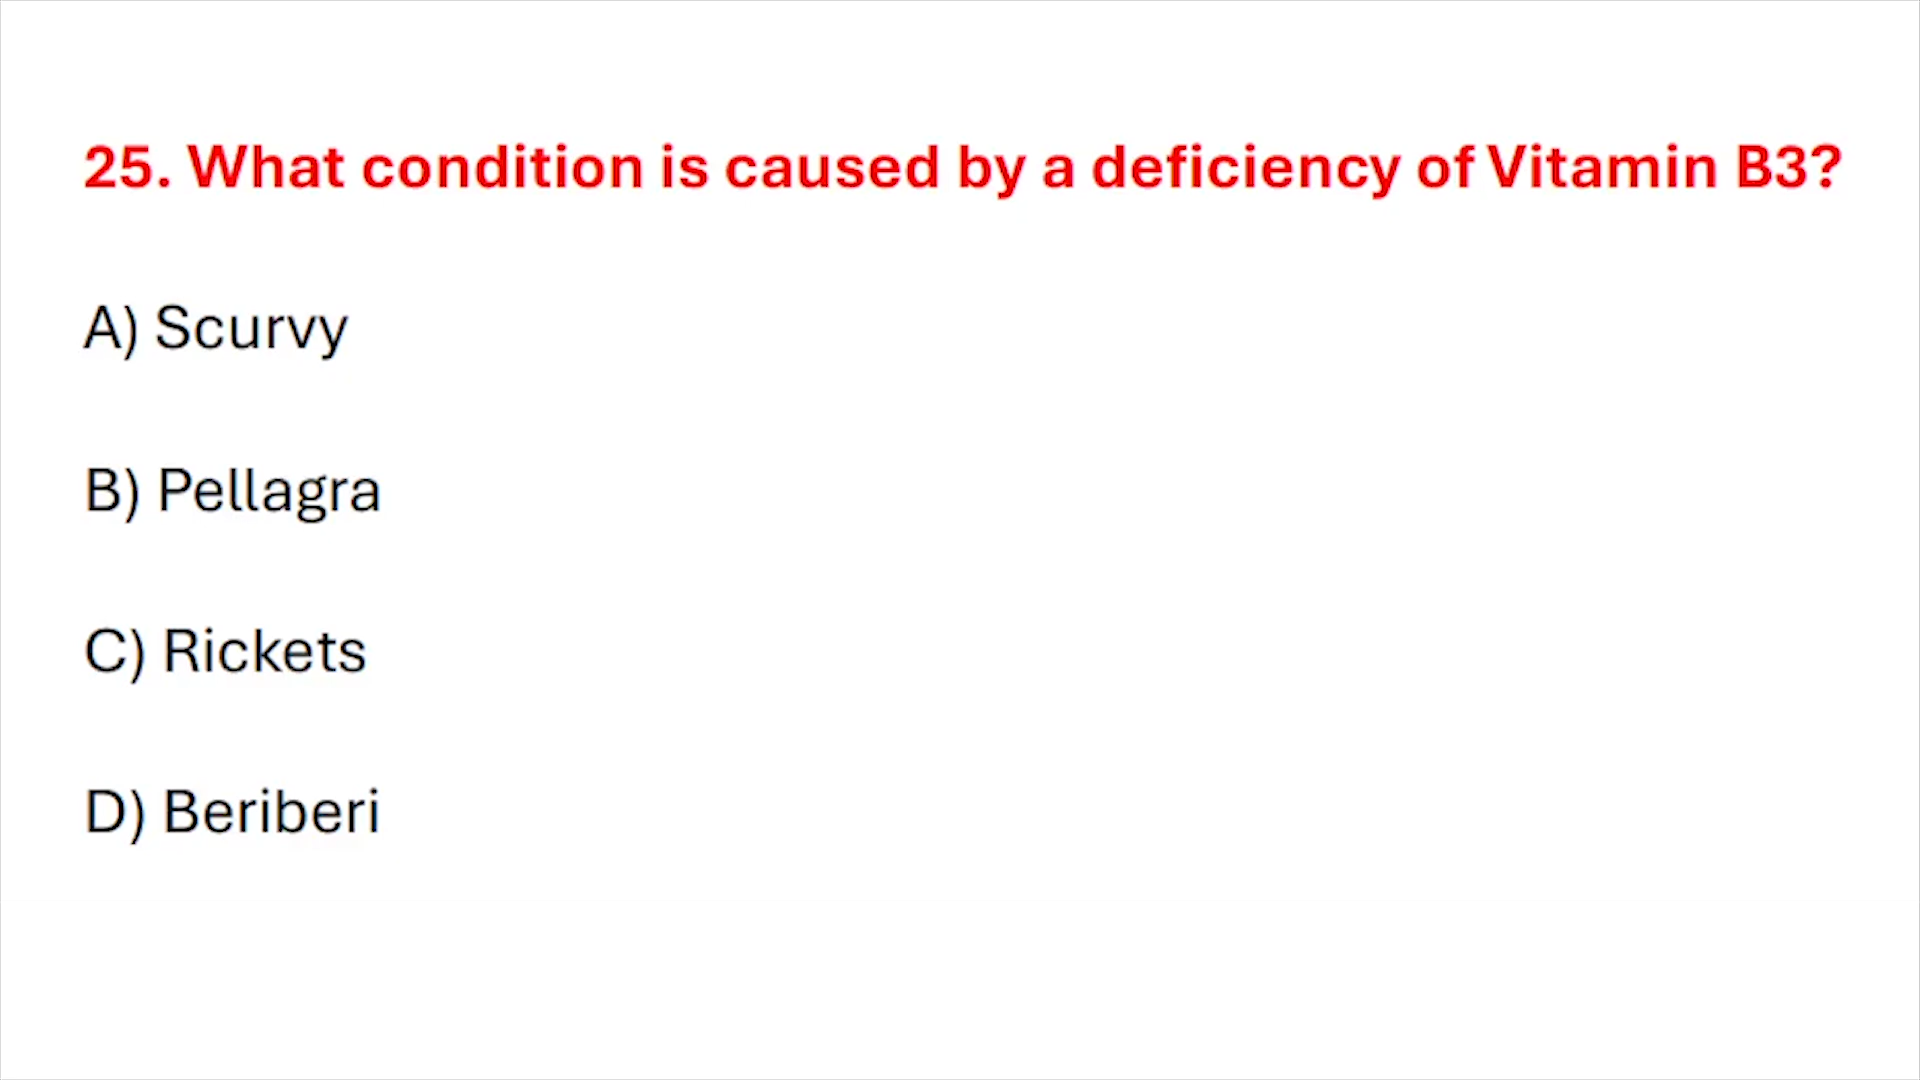 25. What condition is caused by a deficiency of Vitamin B3?
A) Scurvy
B) Pellagra
C) Rickets
D) Beriberi